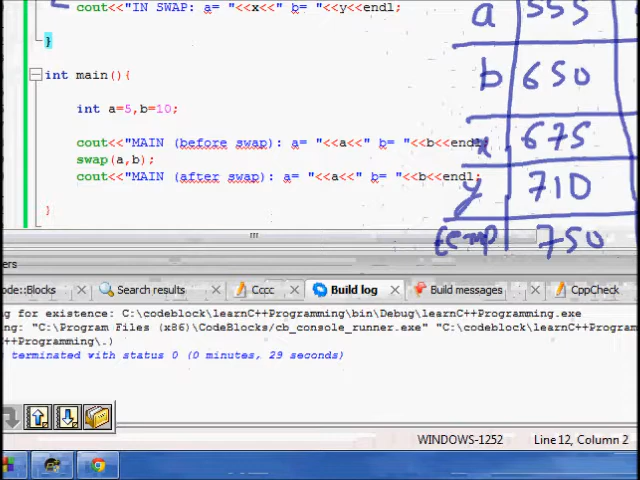 cout<<"IN SWAP: a= "<<x<<" b= "<<y<<endl;
}
int main(){
int a=5,b=10;
cout<<"MAIN (before swap): a= "<<a<<" b= "<<b<<endl;
swap(a,b);
cout<<"MAIN (after swap): a= "<<a<<" b= "<<b<<endl;
}
a 555
b 650
x 675
y 710
temp 750
ers
ode::Blocks Search results Cccc Build log Build messages CppCheck
ng for existence: C:\codeblock\learnC++Programming\bin\Debug\learnC++Programming.exe
ng: "C:\Program Files (x86)\CodeBlocks/cb_console_runner.exe" "C:\codeblock\learnC++Program
C++Programming\.)
terminated with status 0 (0 minutes, 29 seconds)
WINDOWS-1252 Line 12, Column 2